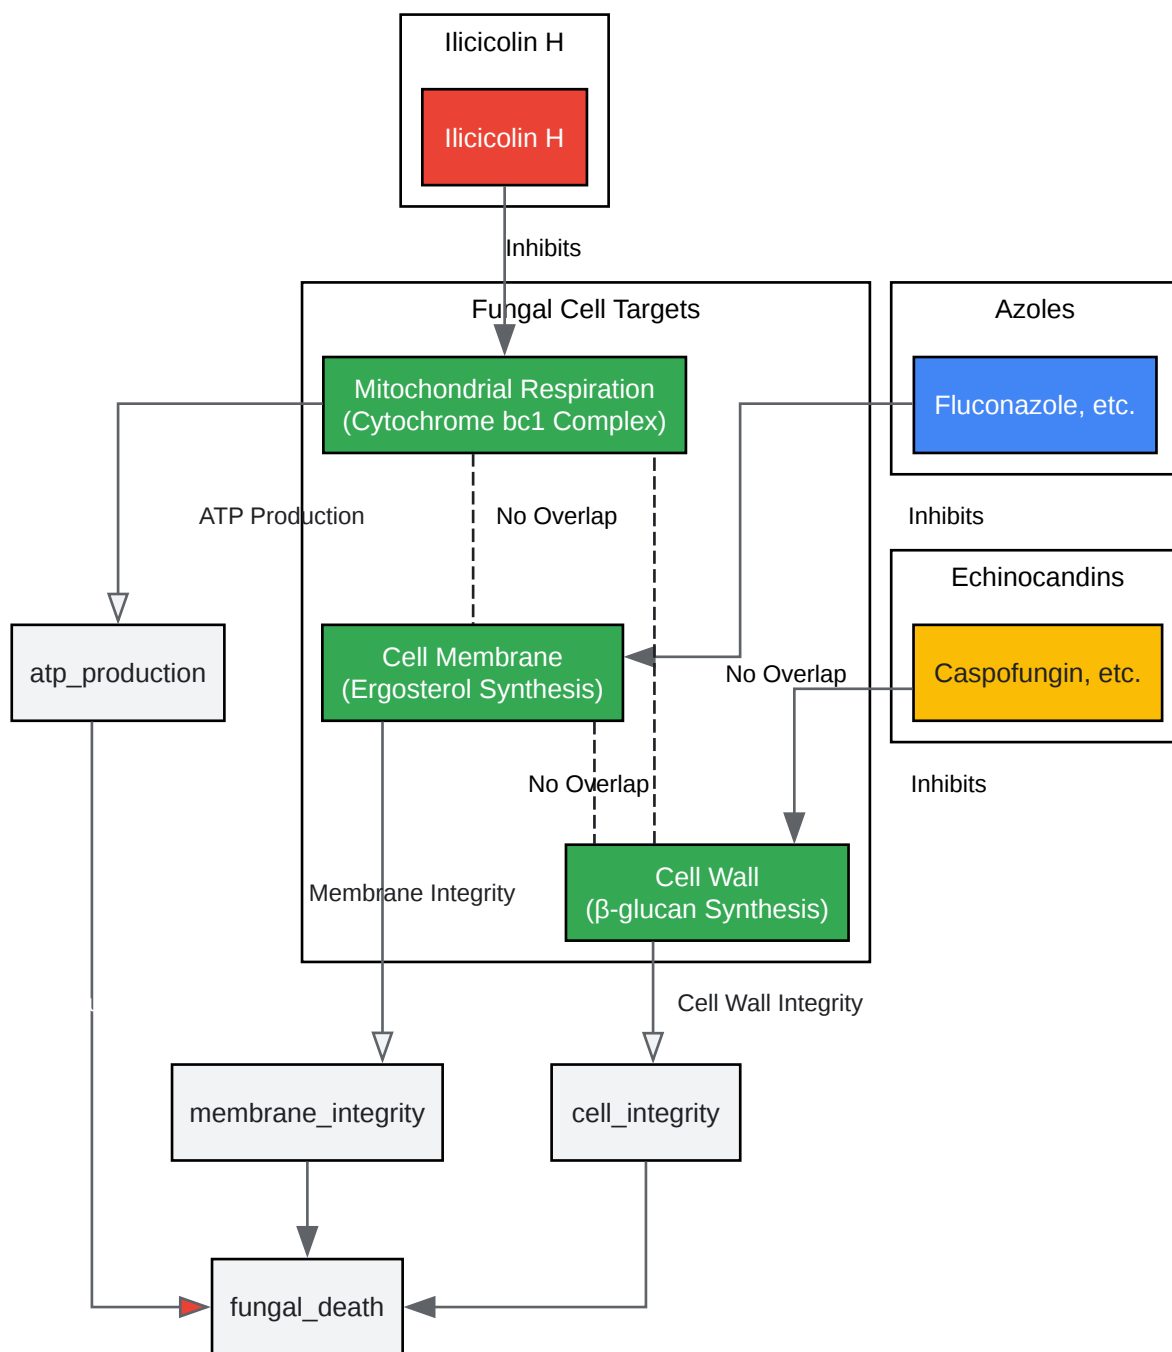 Ilicicolin H
Ilicicolin H
Inhibits
Fungal Cell Targets
Azoles
Mitochondrial Respiration
(Cytochrome bc1 Complex)
Fluconazole, etc.
ATP Production
No Overlap
Inhibits
Echinocandins
atp_production
Cell Membrane
(Ergosterol Synthesis)
No Overlap
Caspofungin, etc.
No Overlap
Inhibits
Cell Wall
(β-glucan Synthesis)
Membrane Integrity
Cell Wall Integrity
membrane_integrity
cell_integrity
fungal_death